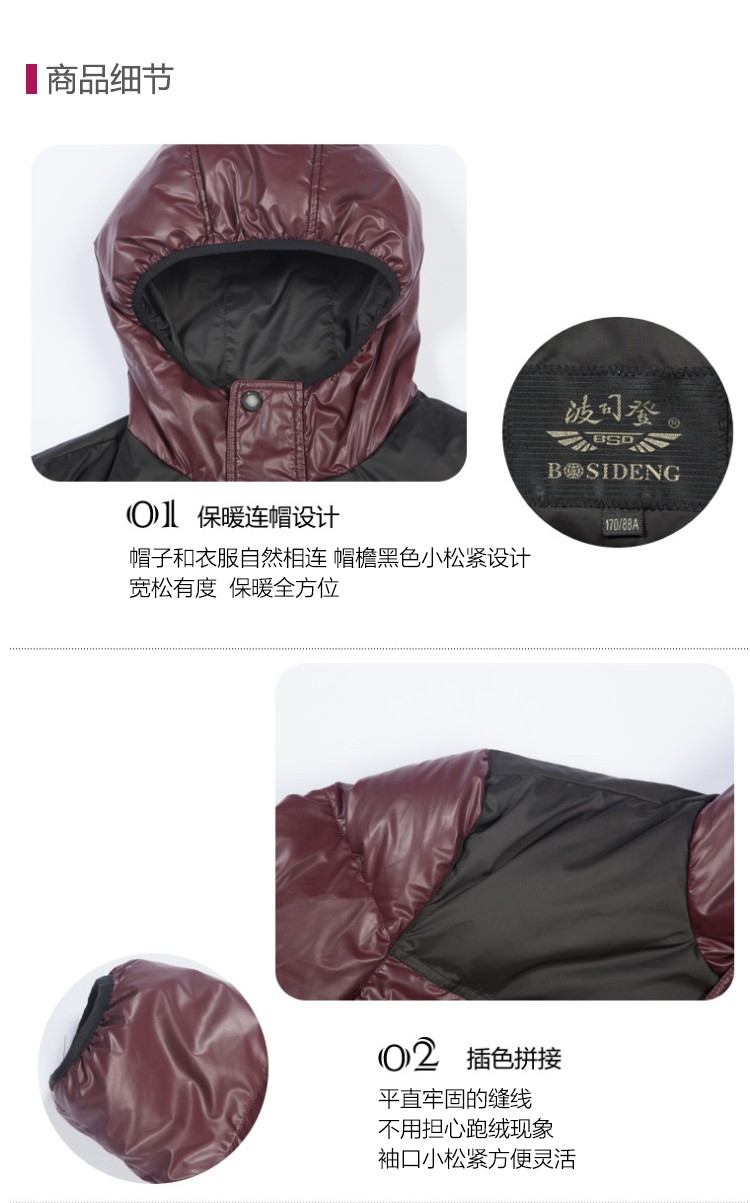 商品细节
波司登®
BSD
BOSIDENG
170/88A
01 保暖连帽设计
帽子和衣服自然相连 帽檐黑色小松紧设计
宽松有度 保暖全方位
02 插色拼接
平直牢固的缝线
不用担心跑绒现象
袖口小松紧方便灵活